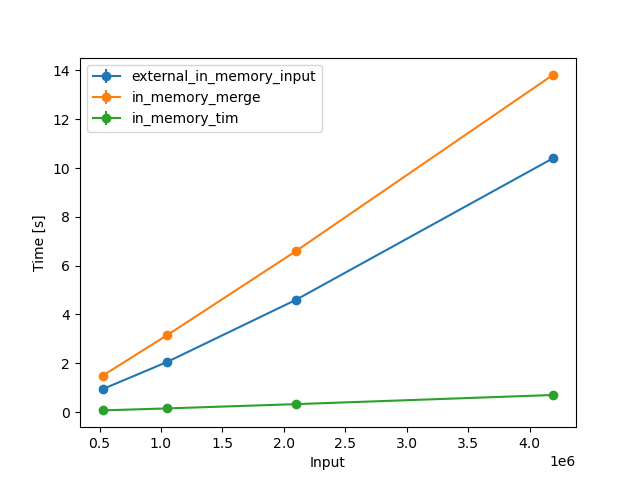 external_in_memory_input
in_memory_merge
in_memory_tim
Time [s]
14
12
10
8
6
4
2
0
0.5 1.0 1.5 2.0 2.5 3.0 3.5 4.0
Input
1e6